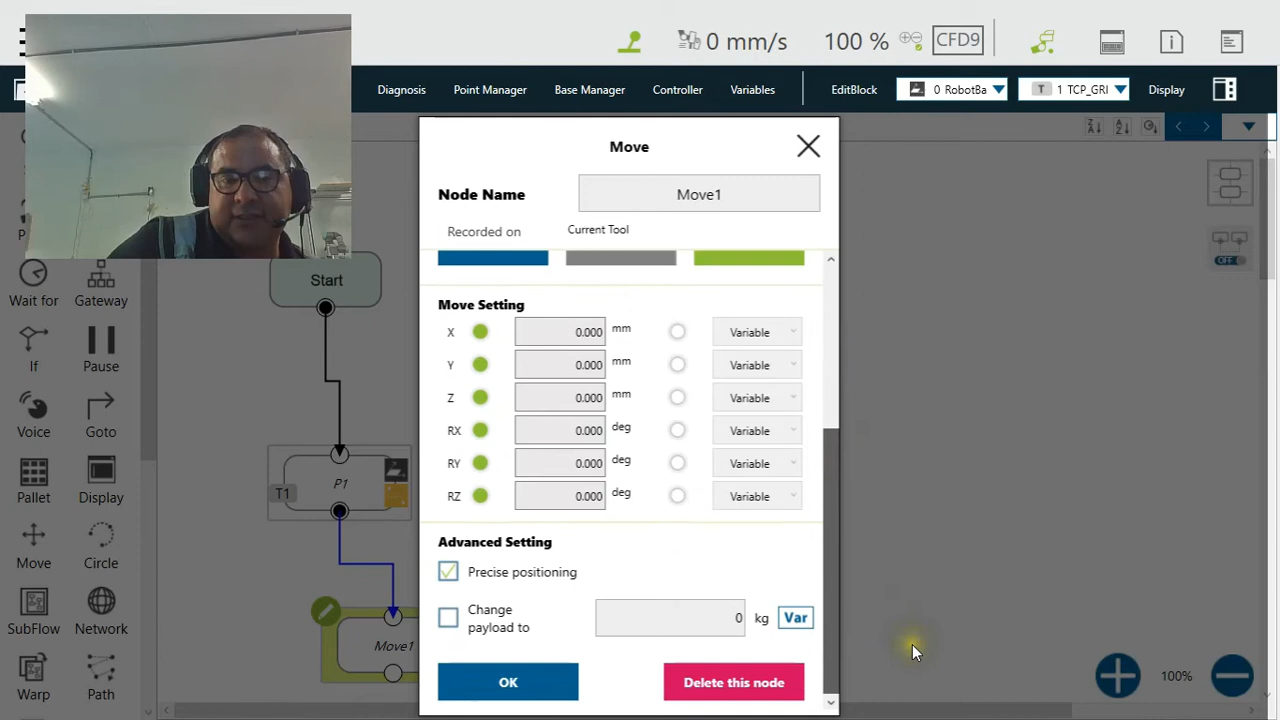 0 mm/s 100 % CFD9
Diagnosis Point Manager Base Manager Controller Variables EditBlock 0 RobotBa T 1 TCP_GRI Display
Move
Node Name Move1
Recorded on Current Tool
Start
Wait for Gateway
If Pause
Voice Goto
Pallet Display
Move Circle
SubFlow Network
Warp Path
T1 P1
Move1
Move Setting
X 0.000 mm Variable
Y 0.000 mm Variable
Z 0.000 mm Variable
RX 0.000 deg Variable
RY 0.000 deg Variable
RZ 0.000 deg Variable
Advanced Setting
Precise positioning
Change
payload to 0 kg Var
OK Delete this node
OFF
100%